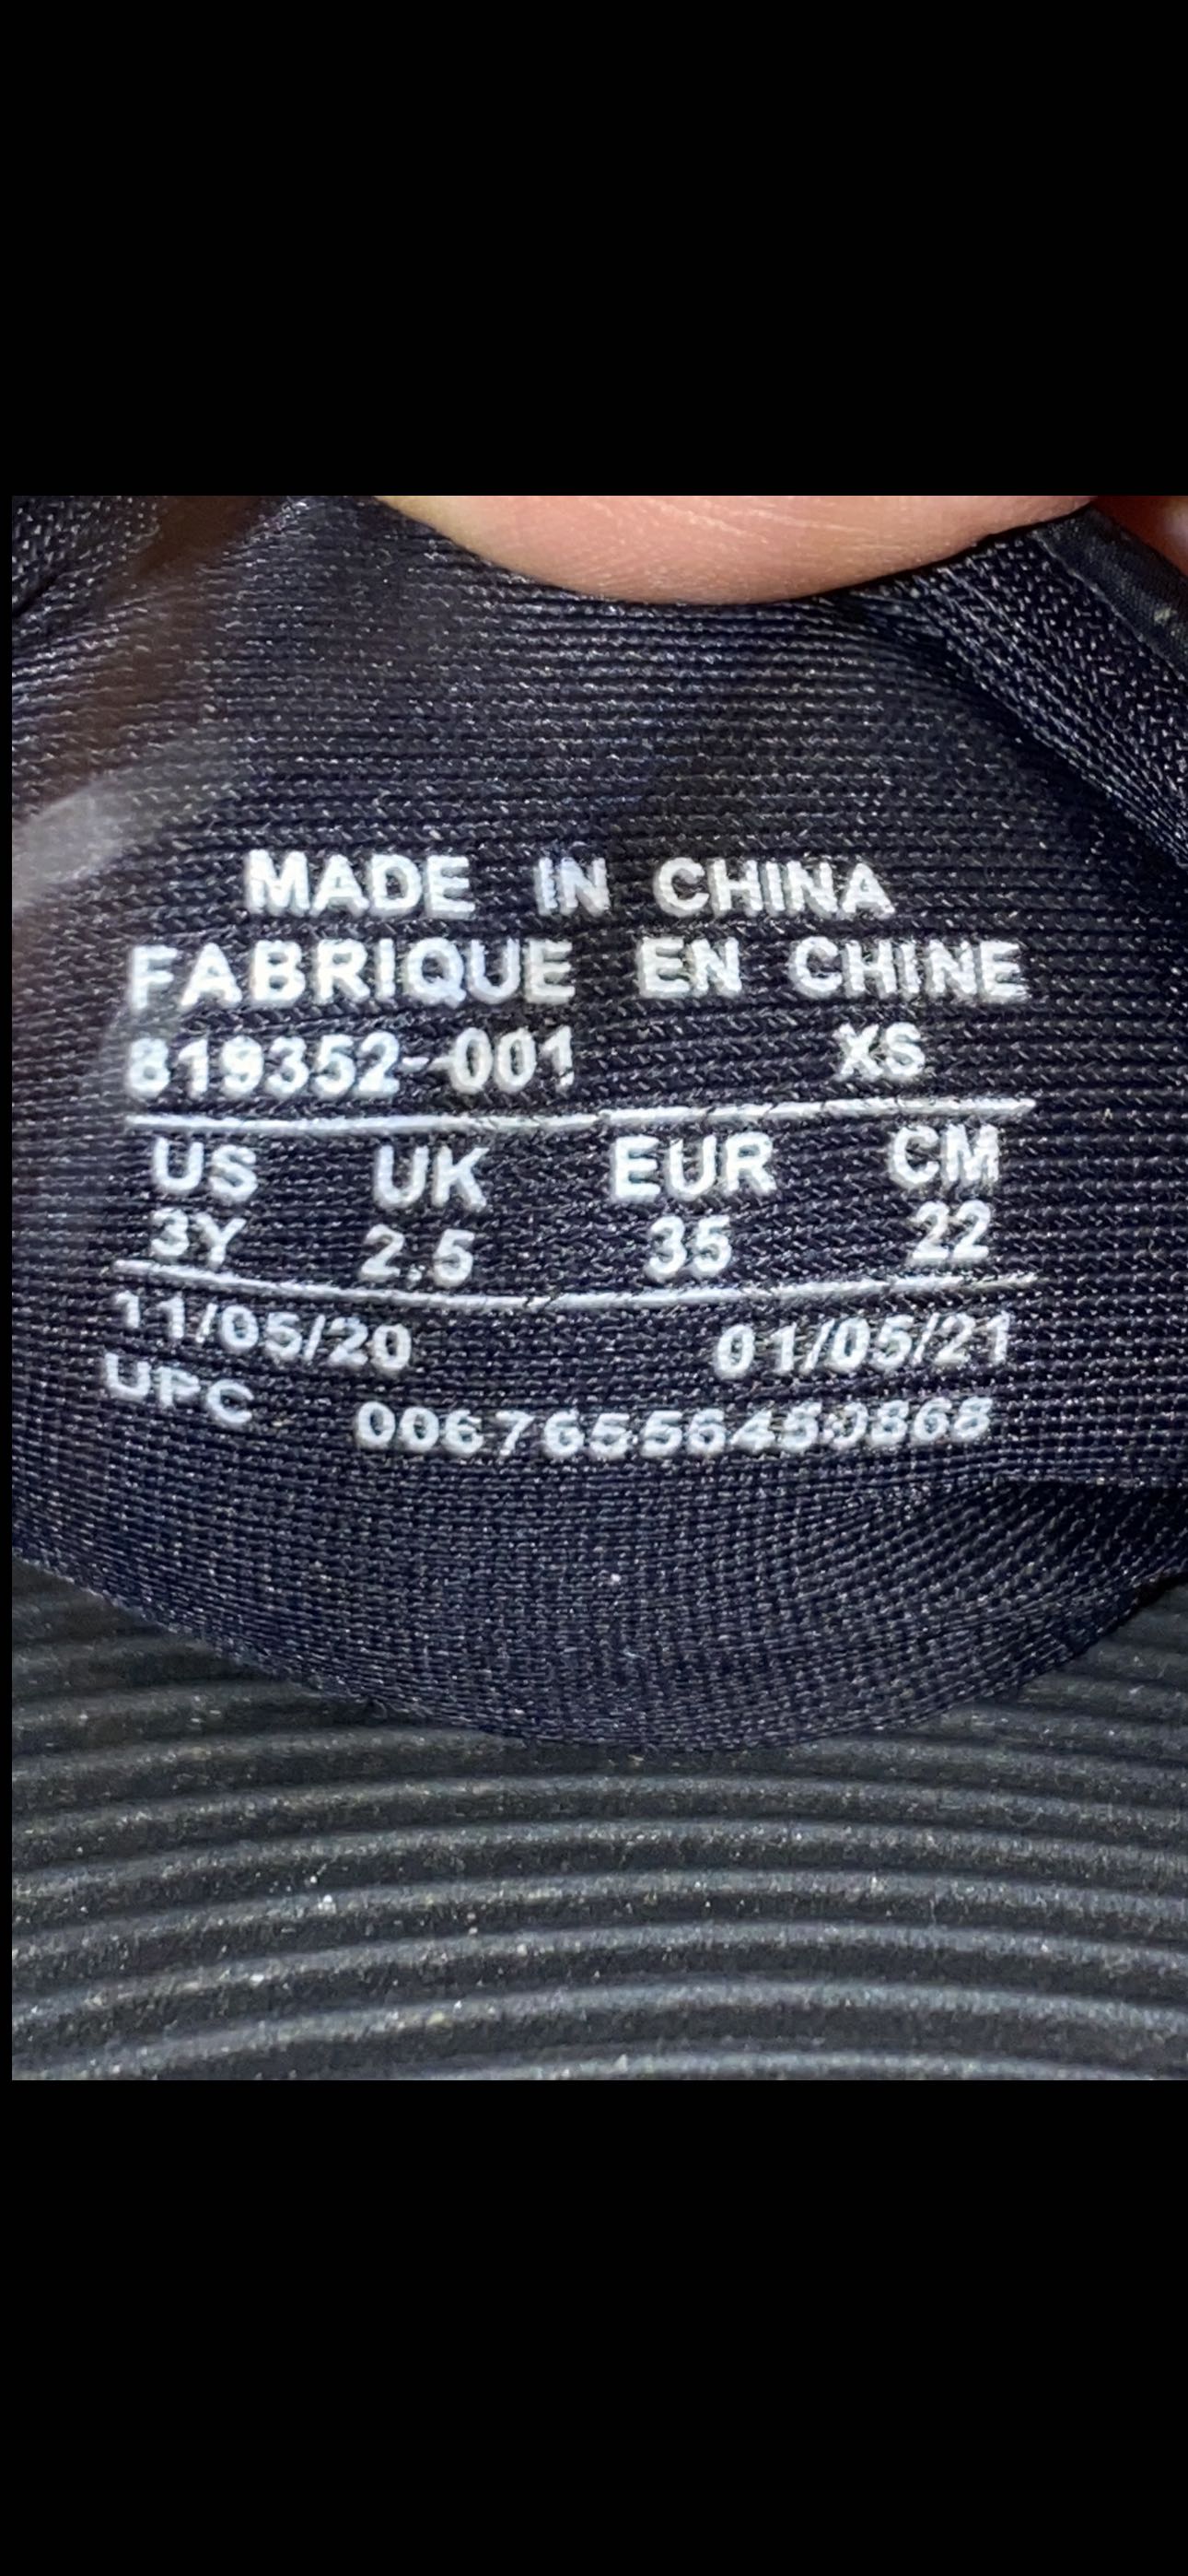 MADE IN CHINA
FABRIQUE EN CHINE
819352-001 XS
US UK EUR CM
3Y 2.5 35 22
11/05/20 01/05/21
UPC 00676556450868